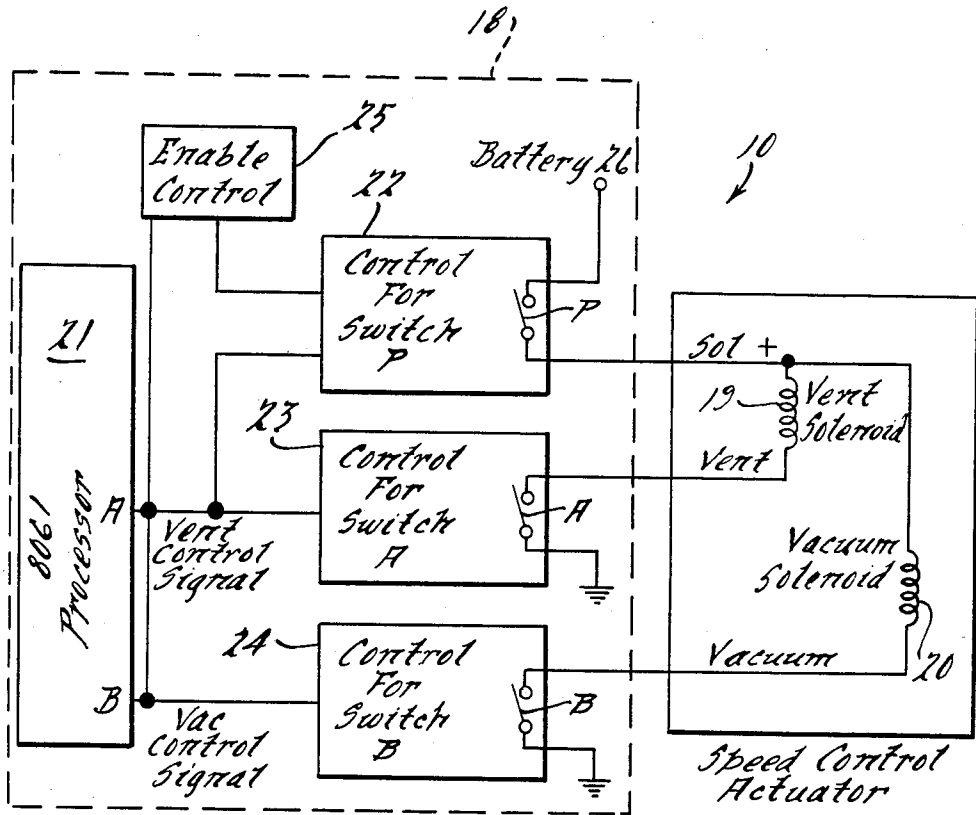 18
10
25
Enable
Control
Battery 26
22
Control
For
Switch
P
P
21
8061
Processor
A
B
Vent
Control
Signal
Vac
Control
Signal
23
Control
For
Switch
A
A
24
Control
For
Switch
B
B
Sol +
19
Vent
Solenoid
Vent
Vacuum
Solenoid
20
Vacuum
Speed Control
Actuator